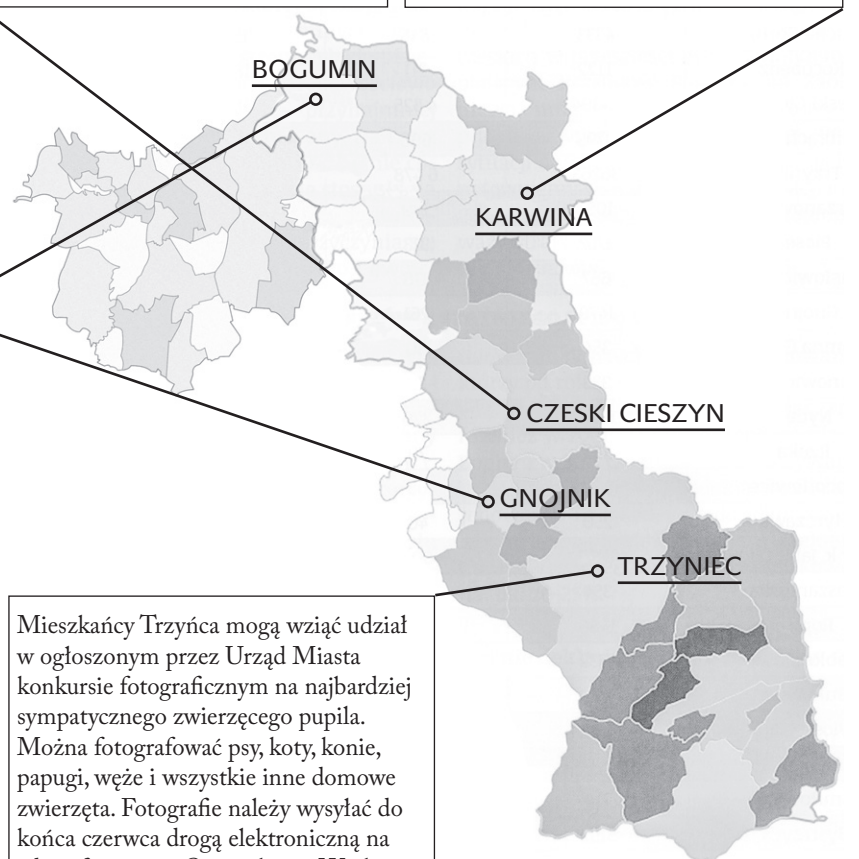 BOGUMIN
KARWINA
CZESKI CIESZYN
GNOJNIK
TRZYNIEC
Mieszkańcy Trzyńca mogą wziąć udział
w ogłoszonym przez Urząd Miasta
konkursie fotograficznym na najbardziej
sympatycznego zwierzęcego pupila.
Można fotografować psy, koty, konie,
papugi, węże i wszystkie inne domowe
zwierzęta. Fotografie należy wysyłać do
końca czerwca drogą elektroniczną na